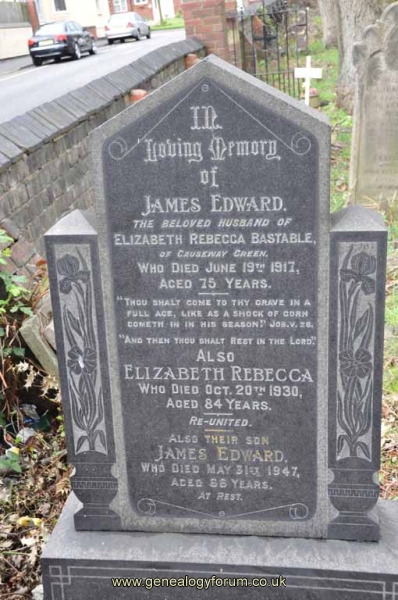 In
Loving Memory
of
JAMES EDWARD.
THE BELOVED HUSBAND OF
ELIZABETH REBECCA BASTABLE,
OF CAUSEWAY GREEN.
WHO DIED JUNE 19TH 1917,
AGED 75 YEARS.
"THOU SHALT COME TO THY GRAVE IN A
FULL AGE, LIKE AS A SHOCK OF CORN
COMETH IN IN HIS SEASON." JOB.V.26.
"AND THEN THOU SHALT REST IN THE LORD."
ALSO
ELIZABETH REBECCA
WHO DIED OCT. 20TH 1930,
AGED 84 YEARS.
RE-UNITED.
ALSO THEIR SON
JAMES EDWARD.
WHO DIED MAY 31ST 1947,
AGED 86 YEARS.
AT REST.
www.genealogyforum.co.uk